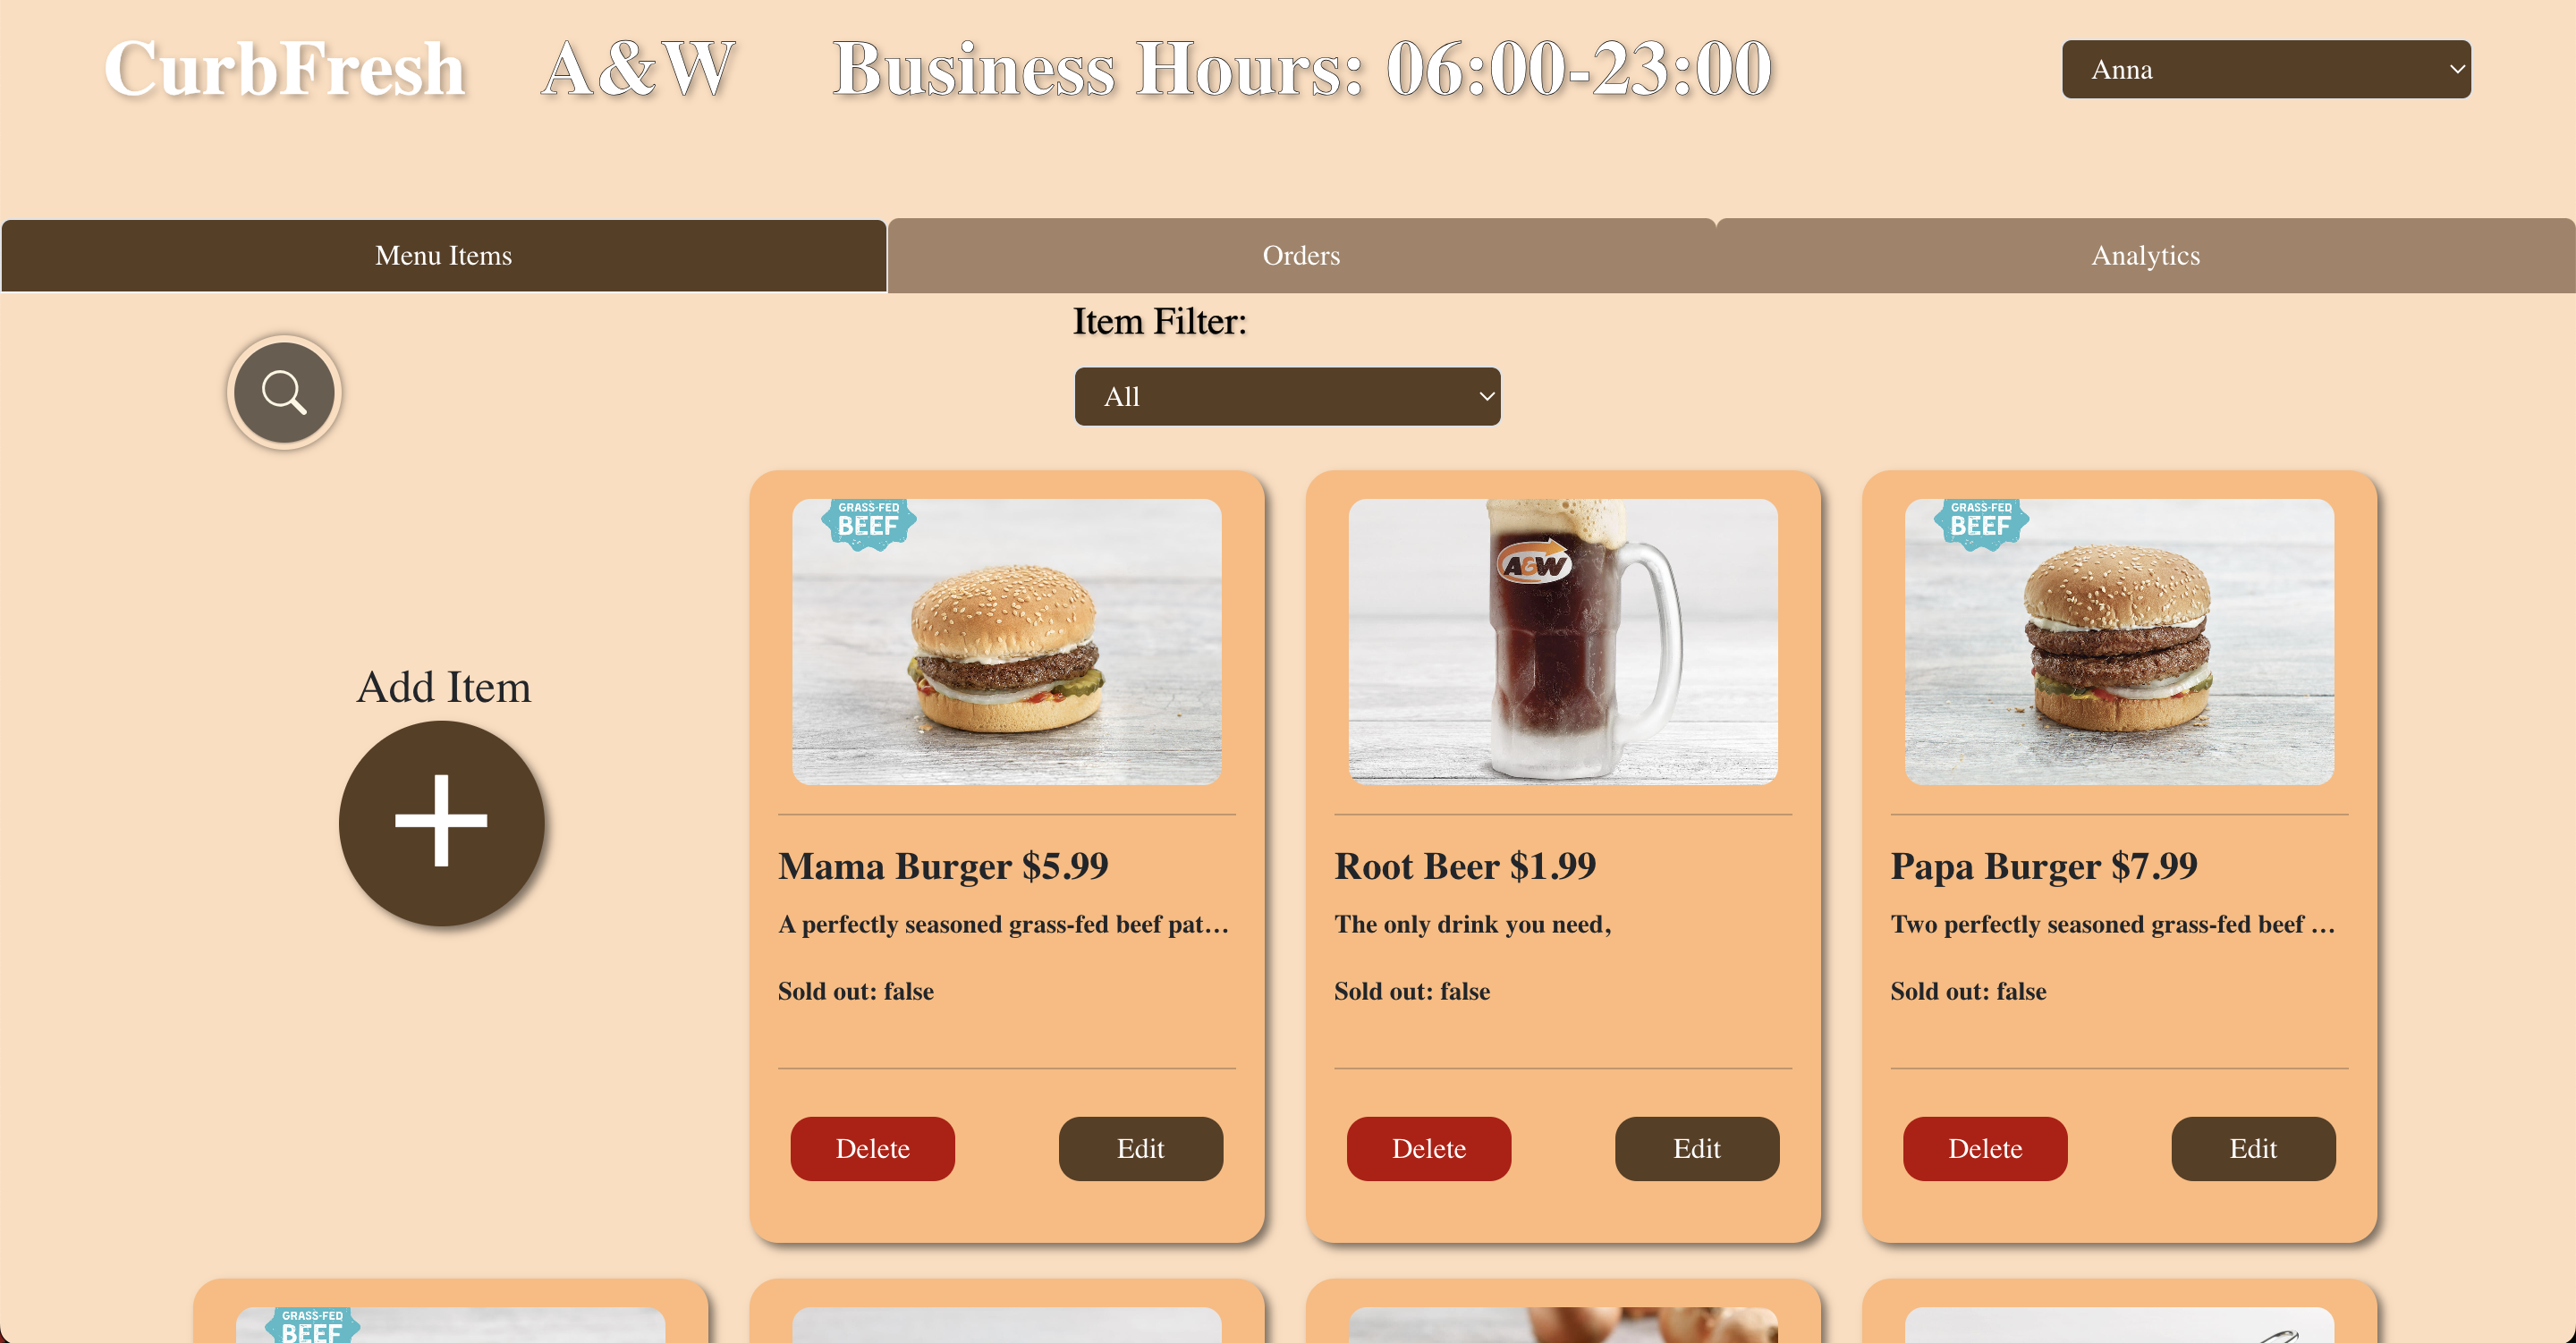 CurbFresh A&W Business Hours: 06:00-23:00 Anna
Menu Items Orders Analytics
Item Filter:
All
Add Item
GRASS-FED
BEEF
Mama Burger $5.99
A perfectly seasoned grass-fed beef pat...
Sold out: false
Delete Edit
A&W
Root Beer $1.99
The only drink you need,
Sold out: false
Delete Edit
GRASS-FED
BEEF
Papa Burger $7.99
Two perfectly seasoned grass-fed beef ...
Sold out: false
Delete Edit
GRASS-FED
BEEF